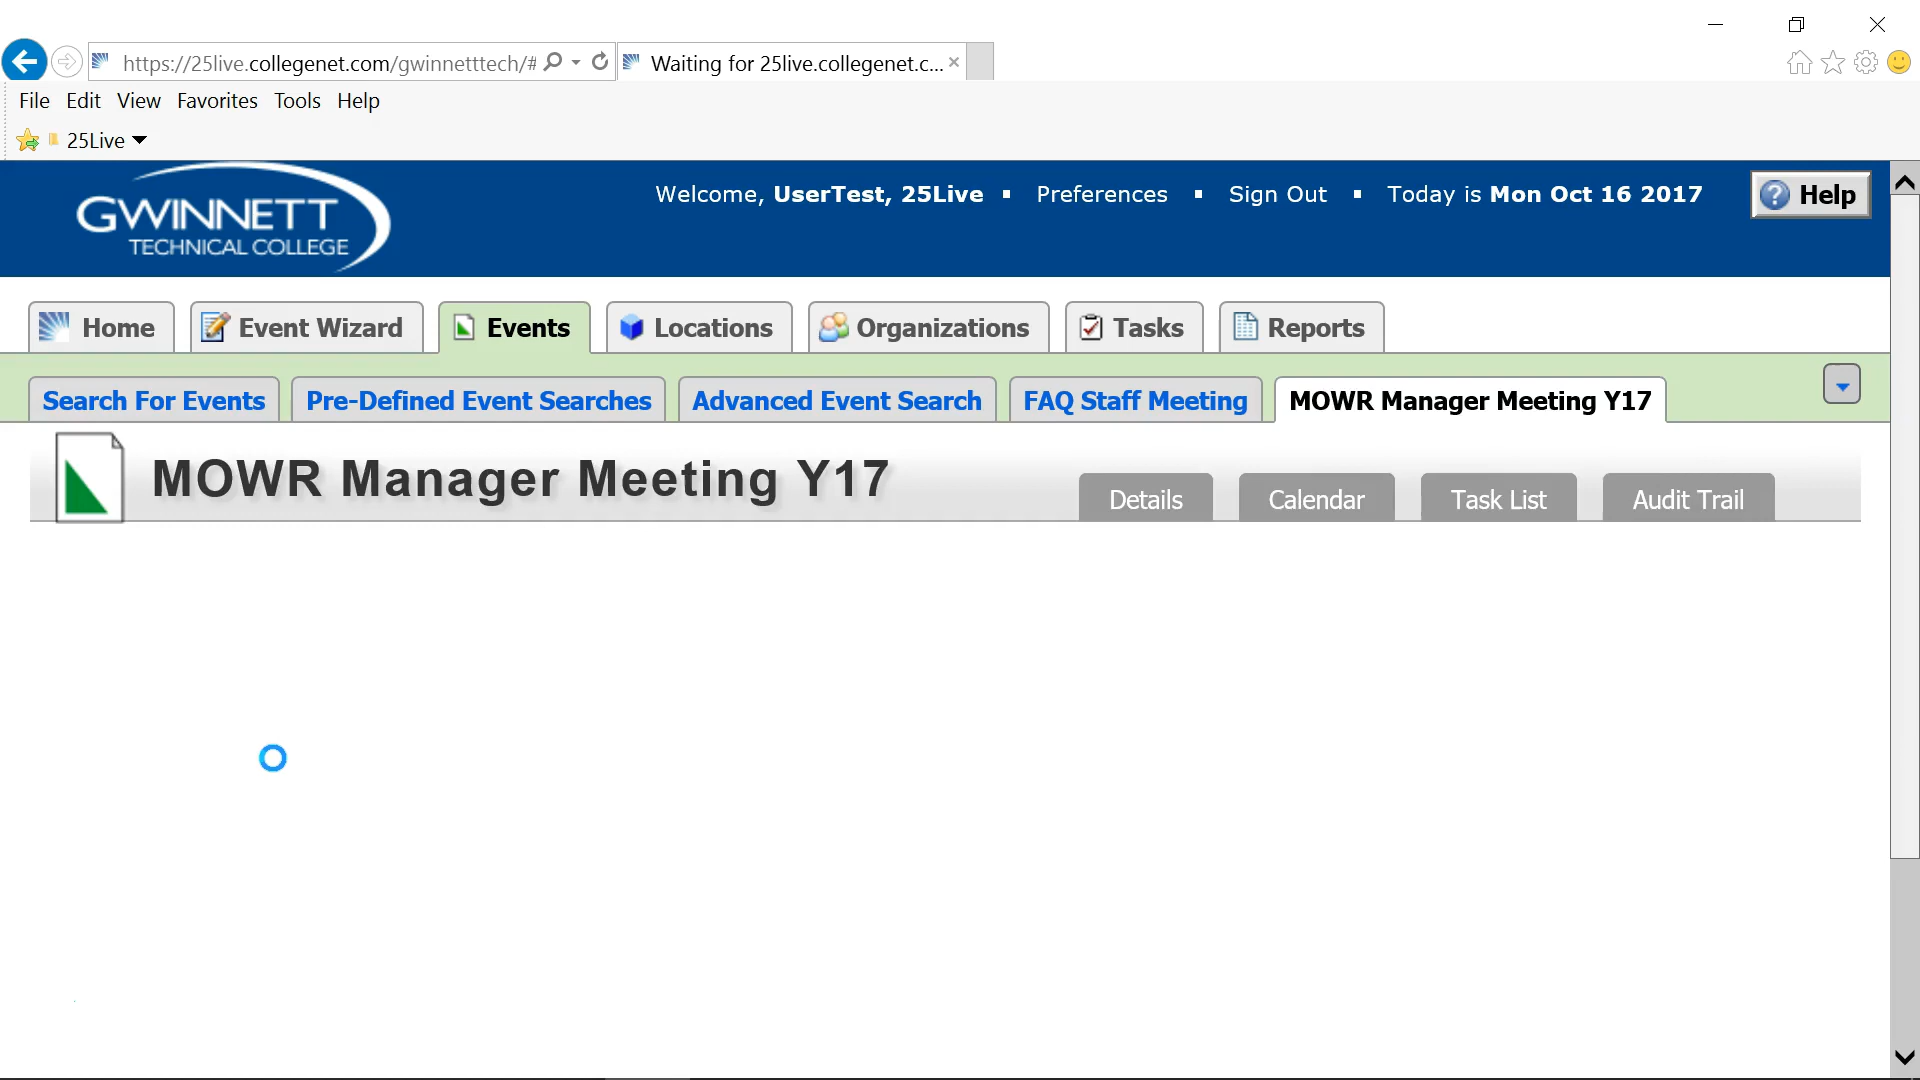 https://25live.collegenet.com/gwinnetttech/#
Waiting for 25live.collegenet.c...
File Edit View Favorites Tools Help
25Live
GWINNETT
TECHNICAL COLLEGE
Welcome, UserTest, 25Live ▪ Preferences ▪ Sign Out ▪ Today is Mon Oct 16 2017
? Help
Home Event Wizard Events Locations Organizations Tasks Reports
Search For Events Pre-Defined Event Searches Advanced Event Search FAQ Staff Meeting MOWR Manager Meeting Y17
MOWR Manager Meeting Y17
Details Calendar Task List Audit Trail